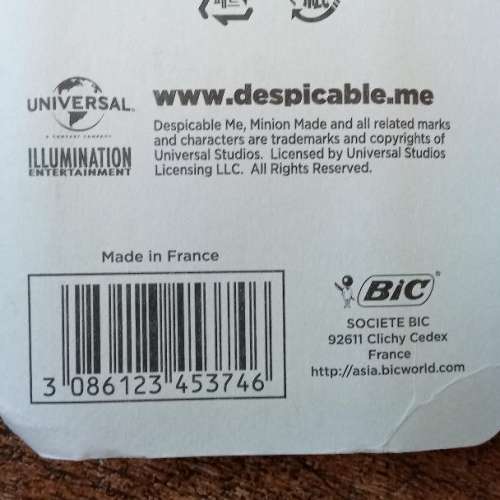 페트
UNIVERSAL
A COMCAST COMPANY
ILLUMINATION
ENTERTAINMENT
www.despicable.me
Despicable Me, Minion Made and all related marks
and characters are trademarks and copyrights of
Universal Studios. Licensed by Universal Studios
Licensing LLC. All Rights Reserved.
Made in France
3 086123 453746
BiC®
SOCIETE BIC
92611 Clichy Cedex
France
http://asia.bicworld.com